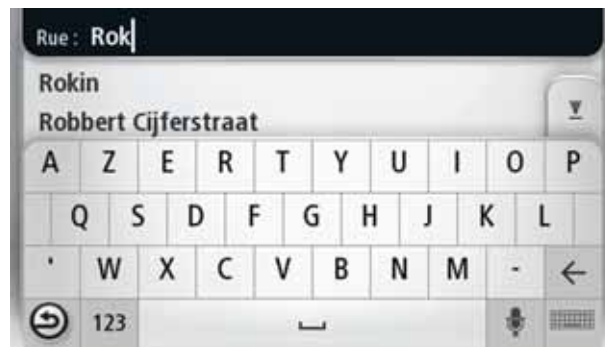 Rue : Rok
Rokin
Robbert Cijferstraat
A Z E R T Y U I O P
Q S D F G H J K L
' W X C V B N M -
123